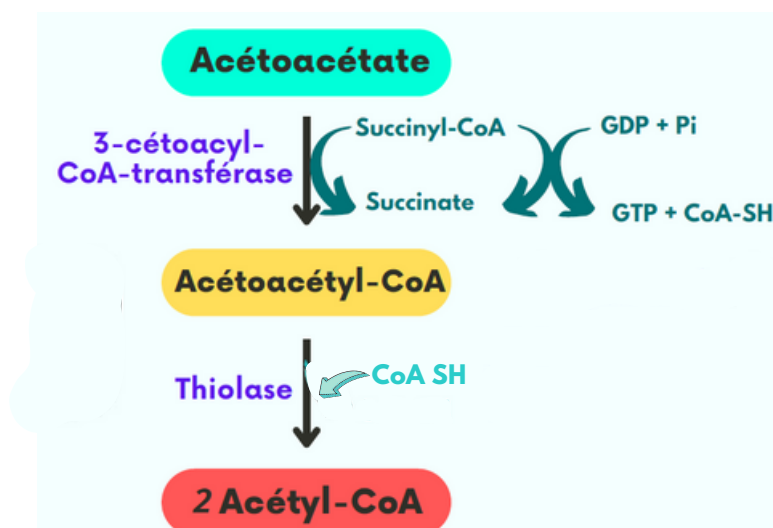 Acétoacétate
3-cétoacyl-
CoA-transférase
Succinyl-CoA
GDP + Pi
Succinate
GTP + CoA-SH
Acétoacétyl-CoA
Thiolase
CoA SH
2 Acétyl-CoA